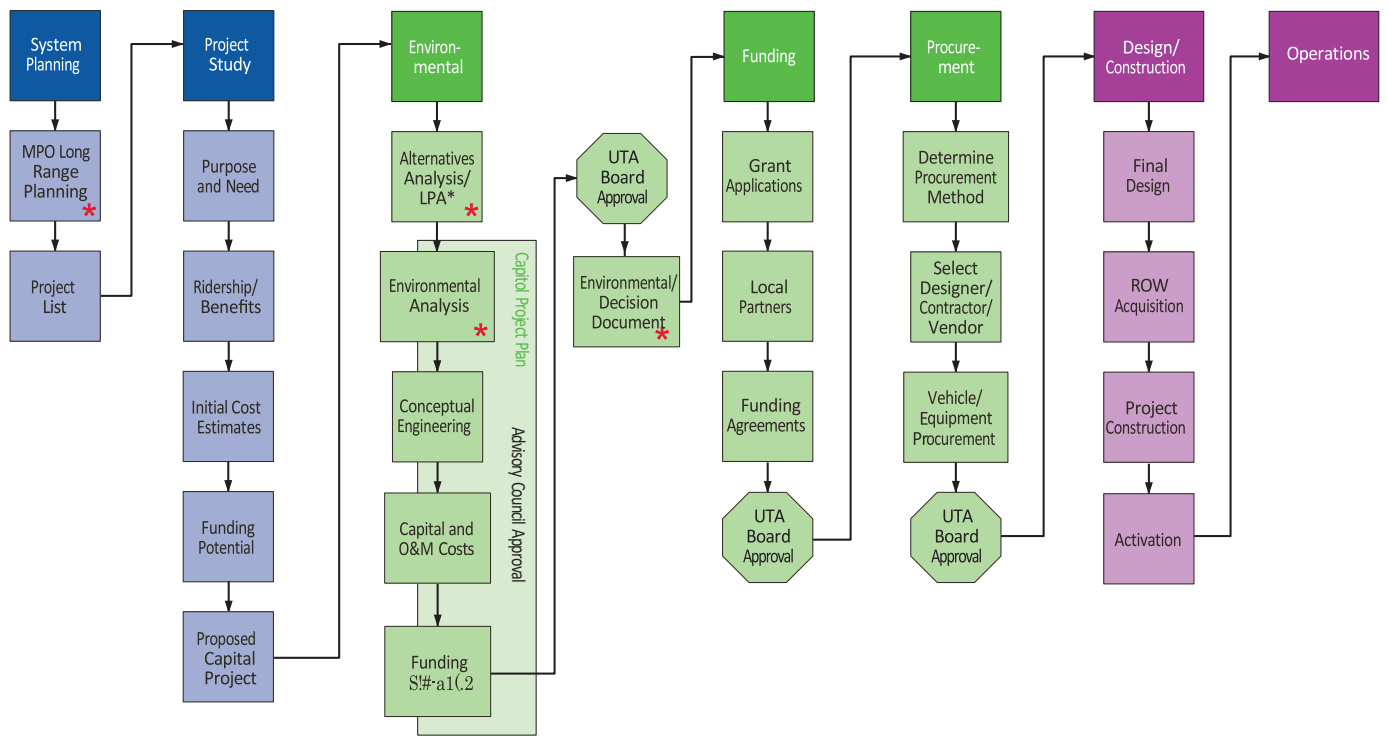 System
Planning
MPO Long
Range
Planning
*
Project
List
Project
Study
Purpose
and Need
Ridership/
Benefits
Initial Cost
Estimates
Funding
Potential
Proposed
Capital
Project
Environ-
mental
Alternatives
Analysis/
LPA*
*
Environmental
Analysis
*
Conceptual
Engineering
Capital and
O&M Costs
Funding
S!#-a1(.2
Capitol Project Plan
Advisory Council Approval
UTA
Board
Approval
Environmental/
Decision
Document
*
Funding
Grant
Applications
Local
Partners
Funding
Agreements
UTA
Board
Approval
Procure-
ment
Determine
Procurement
Method
Select
Designer/
Contractor/
Vendor
Vehicle/
Equipment
Procurement
UTA
Board
Approval
Design/
Construction
Final
Design
ROW
Acquisition
Project
Construction
Activation
Operations